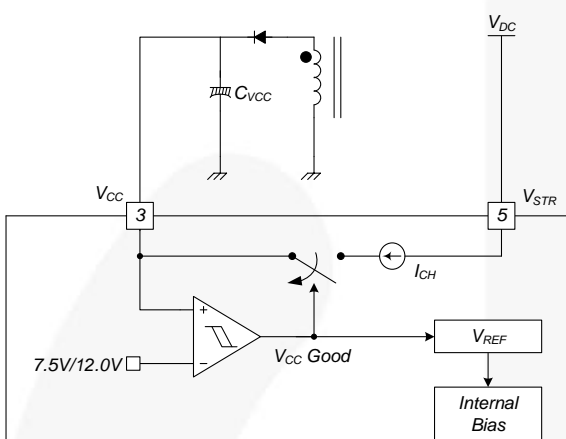 V_DC
C_VCC
V_CC
3
5
V_STR
I_CH
7.5V/12.0V
+
−
V_CC Good
V_REF
Internal
Bias